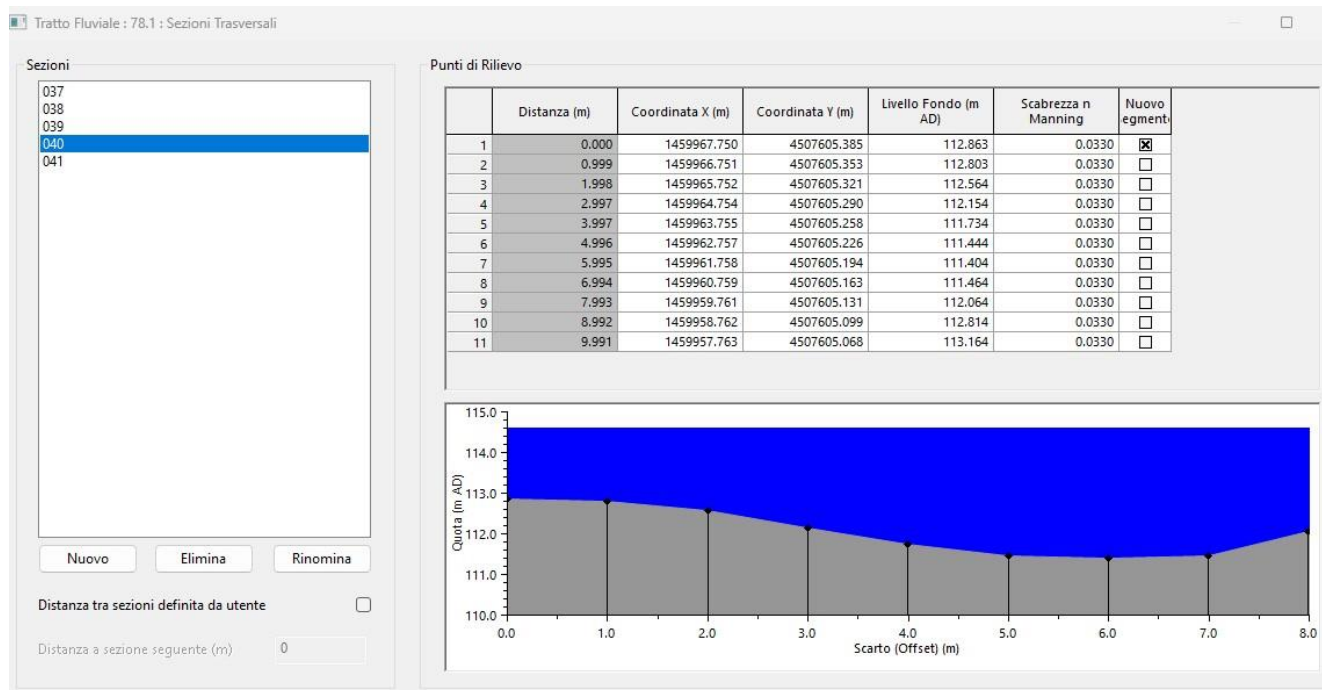 Tratto Fluviale : 78.1 : Sezioni Trasversali
Sezioni
037
038
039
040
041
Nuovo Elimina Rinomina
Distanza tra sezioni definita da utente
Distanza a sezione seguente (m) 0
Punti di Rilievo
Distanza (m) Coordinata X (m) Coordinata Y (m) Livello Fondo (m AD) Scabrezza n Manning Nuovo egment
1 0.000 1459967.750 4507605.385 112.863 0.0330
2 0.999 1459966.751 4507605.353 112.803 0.0330
3 1.998 1459965.752 4507605.321 112.564 0.0330
4 2.997 1459964.754 4507605.290 112.154 0.0330
5 3.997 1459963.755 4507605.258 111.734 0.0330
6 4.996 1459962.757 4507605.226 111.444 0.0330
7 5.995 1459961.758 4507605.194 111.404 0.0330
8 6.994 1459960.759 4507605.163 111.464 0.0330
9 7.993 1459959.761 4507605.131 112.064 0.0330
10 8.992 1459958.762 4507605.099 112.814 0.0330
11 9.991 1459957.763 4507605.068 113.164 0.0330
Quota (m AD)
115.0
114.0
113.0
112.0
111.0
110.0
0.0 1.0 2.0 3.0 4.0 5.0 6.0 7.0 8.0
Scarto (Offset) (m)